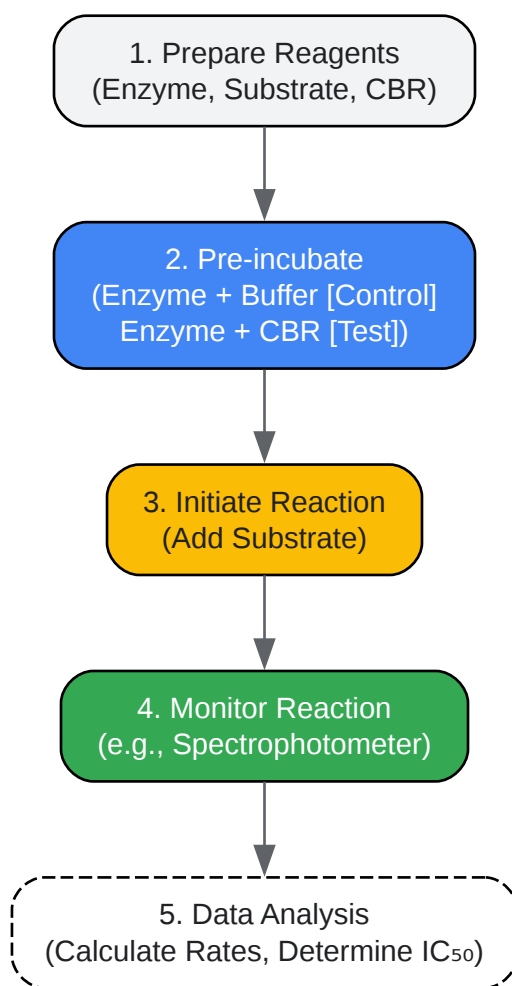 1. Prepare Reagents
(Enzyme, Substrate, CBR)
2. Pre-incubate
(Enzyme + Buffer [Control]
Enzyme + CBR [Test])
3. Initiate Reaction
(Add Substrate)
4. Monitor Reaction
(e.g., Spectrophotometer)
5. Data Analysis
(Calculate Rates, Determine IC₅₀)